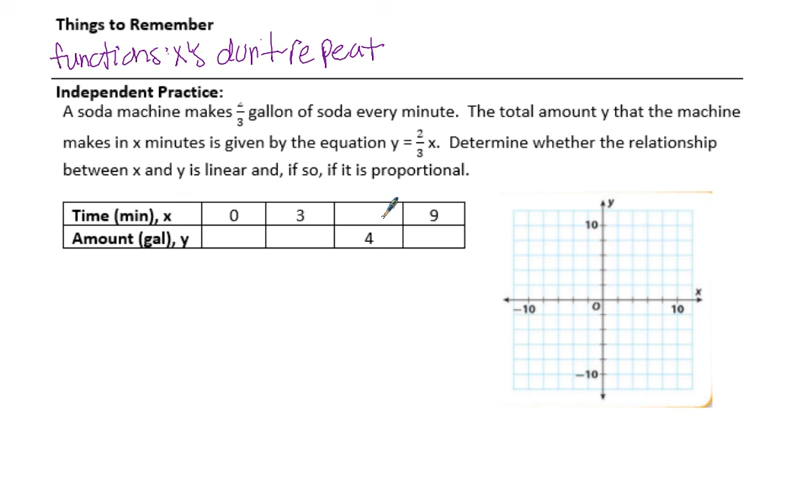 Things to Remember
functions: x's don't repeat
Independent Practice:
A soda machine makes 2/3 gallon of soda every minute. The total amount y that the machine
makes in x minutes is given by the equation y = 2/3 x. Determine whether the relationship
between x and y is linear and, if so, if it is proportional.
Time (min), x 0 3 9
Amount (gal), y 4
y
10
x
−10 O 10
−10